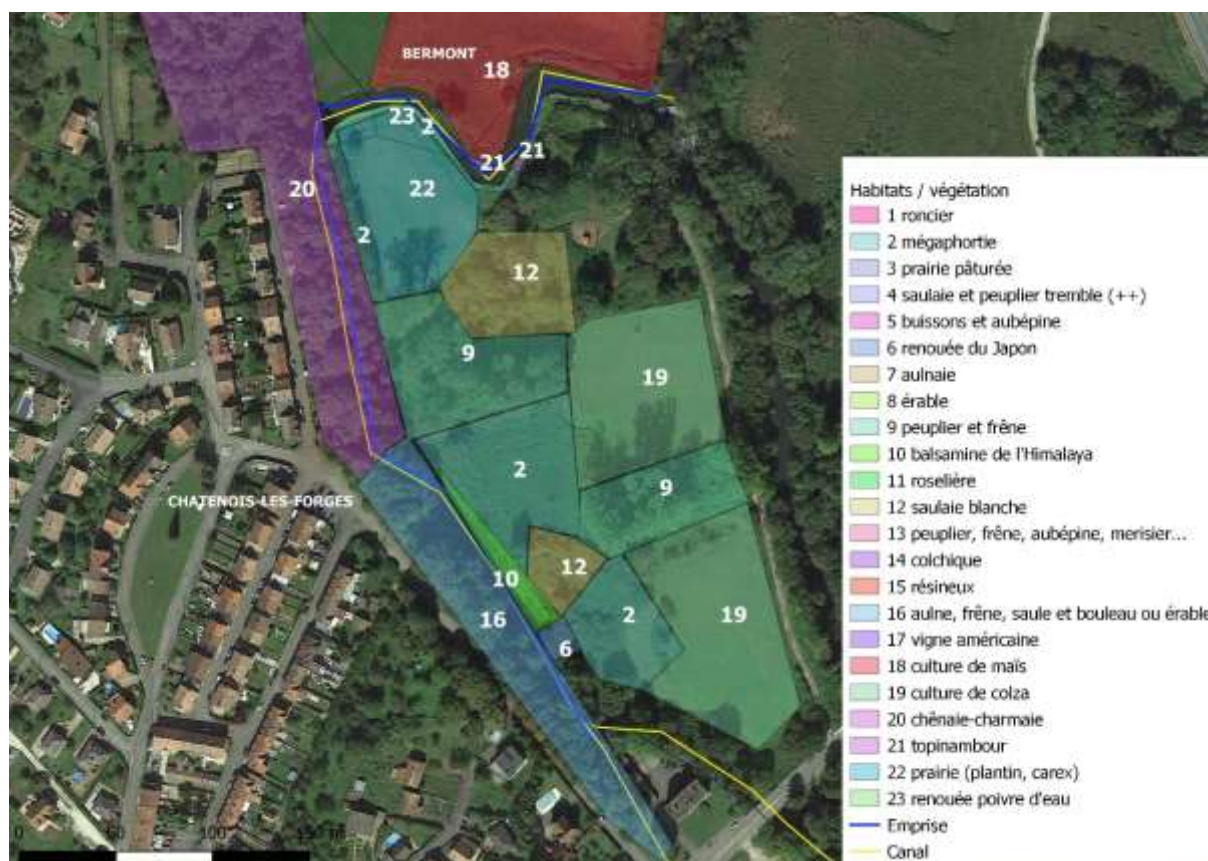 BERMONT
18
23
2
21
21
20
22
2
12
9
19
2
9
CHATENOIS-LES-FORGES
10
12
16
6
2
19
0
100
Habitats / végétation
1 roncier
2 mégaphortie
3 prairie pâturée
4 saulaie et peuplier tremble (++)
5 buissons et aubépine
6 renouée du Japon
7 aulnaie
8 érable
9 peuplier et frêne
10 balsamine de l'Himalaya
11 roselière
12 saulaie blanche
13 peuplier, frêne, aubépine, merisier...
14 colchique
15 résineux
16 aulne, frêne, saule et bouleau ou érable
17 vigne américaine
18 culture de maïs
19 culture de colza
20 chênaie-charmaie
21 topinambour
22 prairie (plantin, carex)
23 renouée poivre d'eau
Emprise
Canal